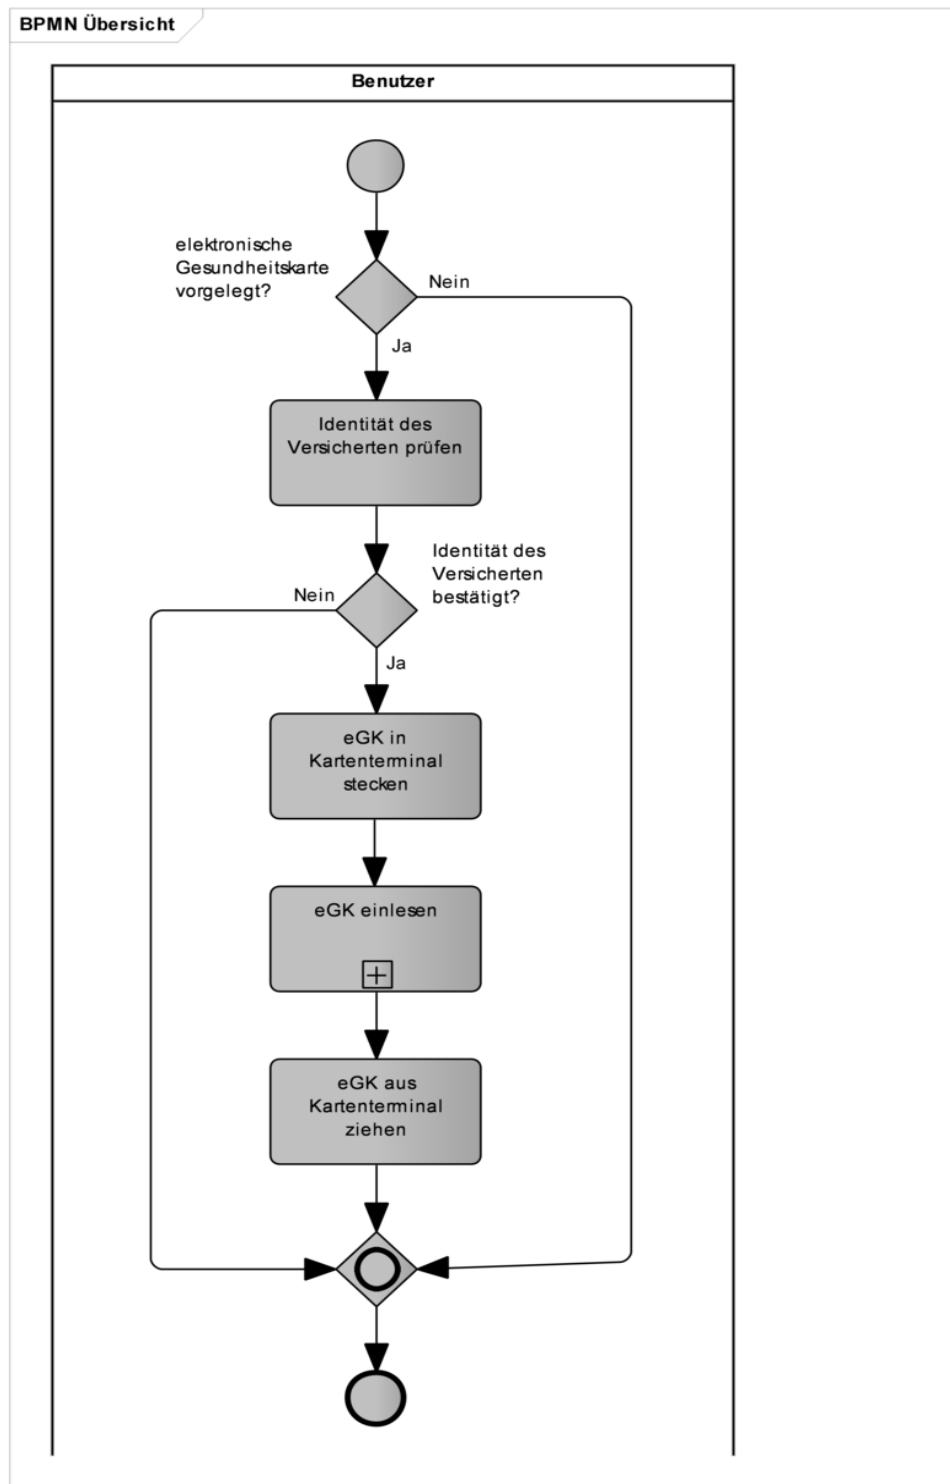 BPMN Übersicht
Benutzer
elektronische
Gesundheitskarte
vorgelegt?
Nein
Ja
Identität des
Versicherten prüfen
Identität des
Versicherten
bestätigt?
Nein
Ja
eGK in
Kartenterminal
stecken
eGK einlesen
eGK aus
Kartenterminal
ziehen